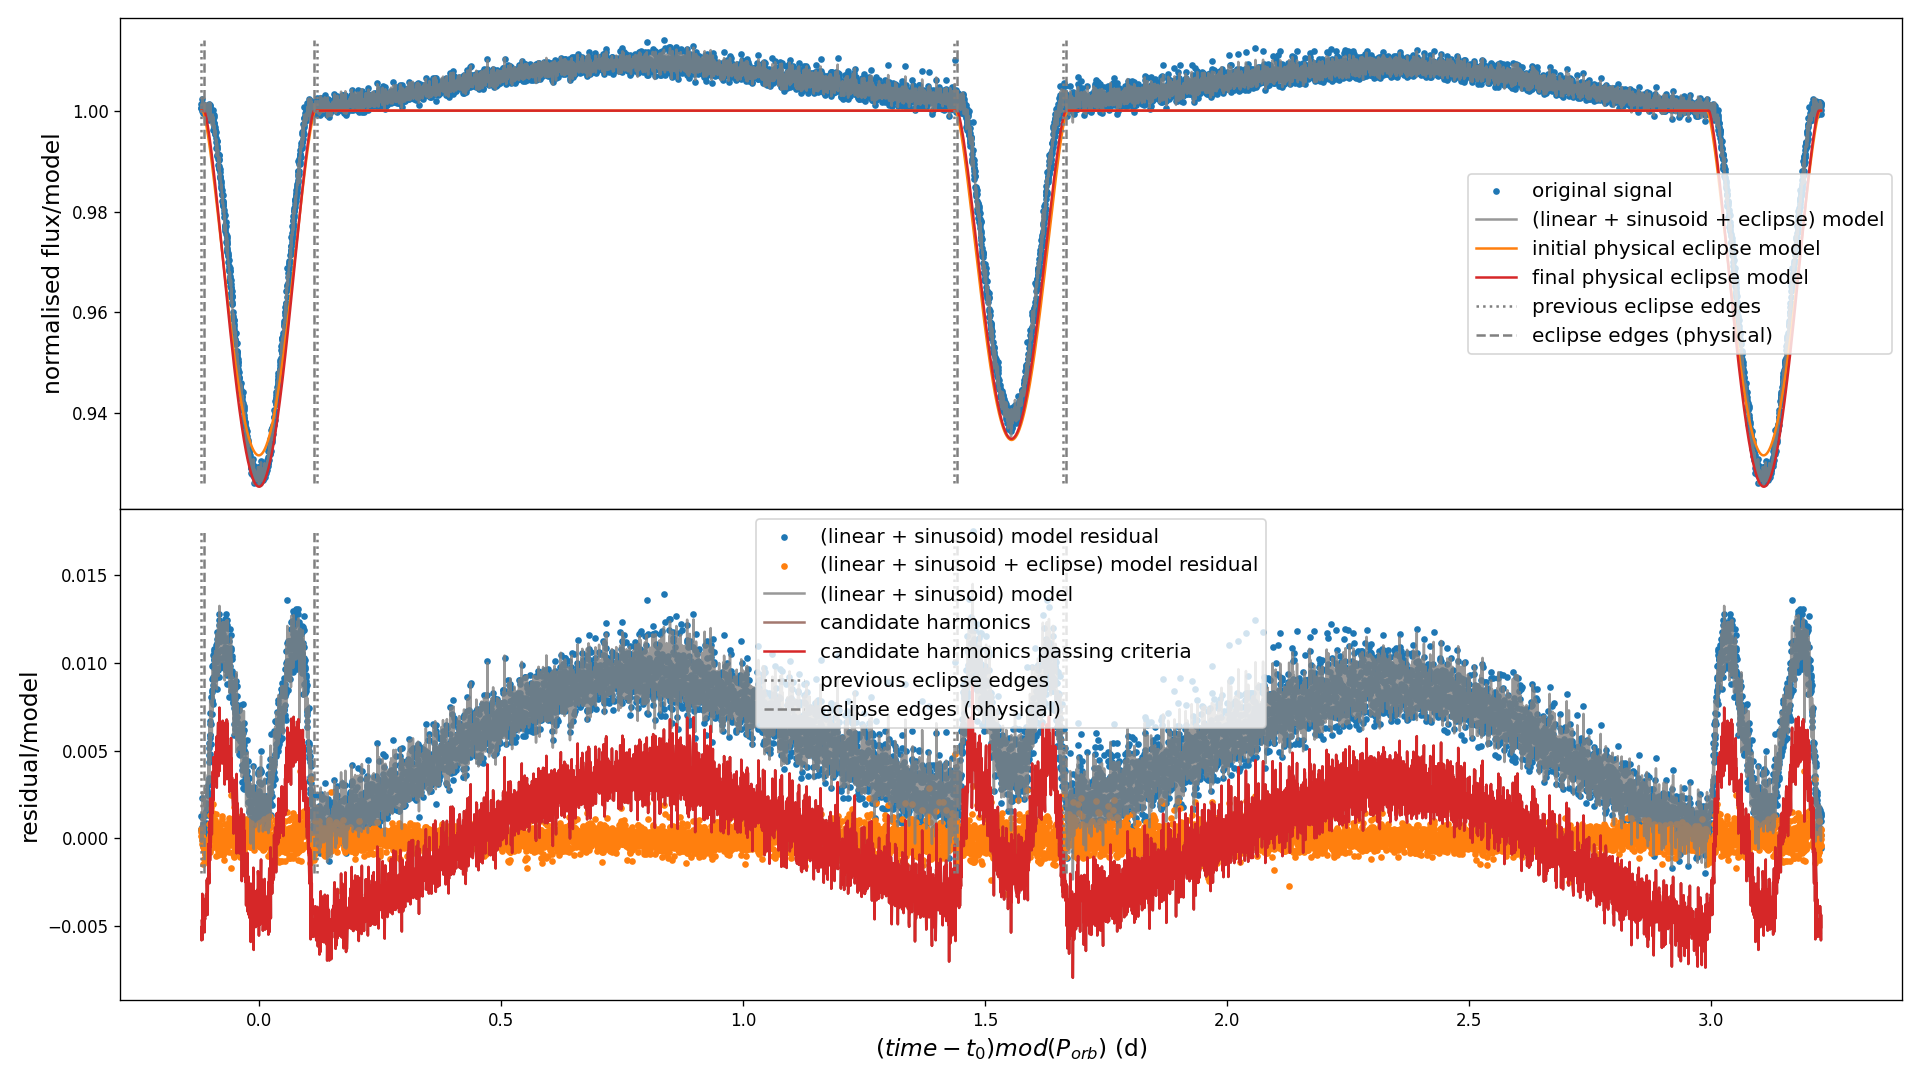 normalised flux/model
1.00
0.98
0.96
0.94
original signal
(linear + sinusoid + eclipse) model
initial physical eclipse model
final physical eclipse model
previous eclipse edges
eclipse edges (physical)
residual/model
0.015
0.010
0.005
0.000
−0.005
(linear + sinusoid) model residual
(linear + sinusoid + eclipse) model residual
(linear + sinusoid) model
candidate harmonics
candidate harmonics passing criteria
previous eclipse edges
eclipse edges (physical)
0.0 0.5 1.0 1.5 2.0 2.5 3.0
(time − t0)mod(Porb) (d)